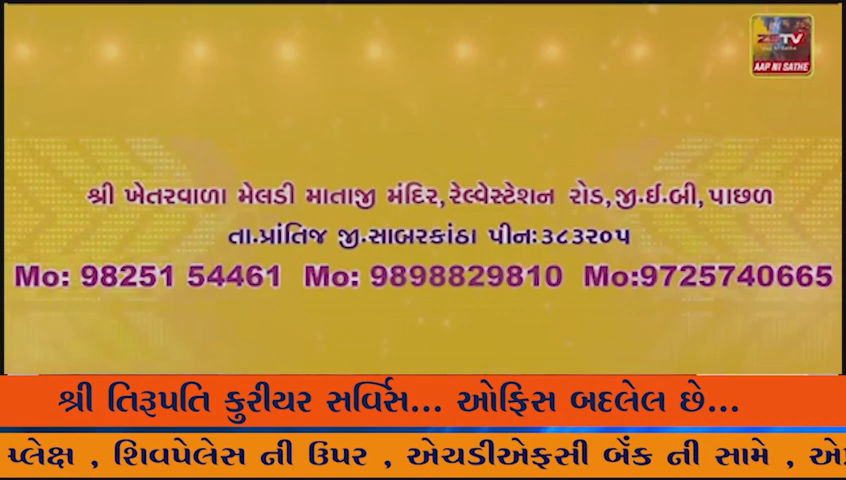 ZSTV
AAP NI SATHE
શ્રી ખેતરવાળા મેલડી માતાજી મંદિર,રેલ્વેસ્ટેશન રોડ,જી.ઈ.બી,પાછળ
તા.પ્રાંતિજ જી.સાબરકાંઠા પીનઃ૩૮૩૨૦૫
Mo: 98251 54461 Mo: 9898829810 Mo:9725740665
શ્રી તિરૂપતિ કુરીયર સર્વિસ... ઓફિસ બદલેલ છે...
પ્લેક્ષ , શિવપેલેસ ની ઉપર , એચડીએફસી બેંક ની સામે ,